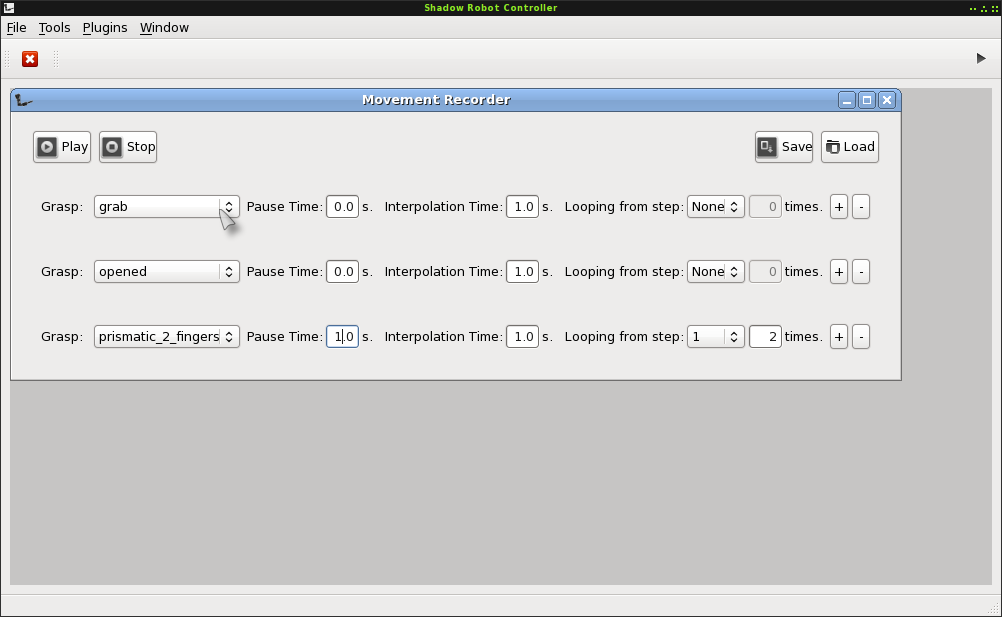 Shadow Robot Controller
File Tools Plugins Window
Movement Recorder
Play Stop Save Load
Grasp: grab Pause Time: 0.0 s. Interpolation Time: 1.0 s. Looping from step: None 0 times. + -
Grasp: opened Pause Time: 0.0 s. Interpolation Time: 1.0 s. Looping from step: None 0 times. + -
Grasp: prismatic_2_fingers Pause Time: 1.0 s. Interpolation Time: 1.0 s. Looping from step: 1 2 times. + -